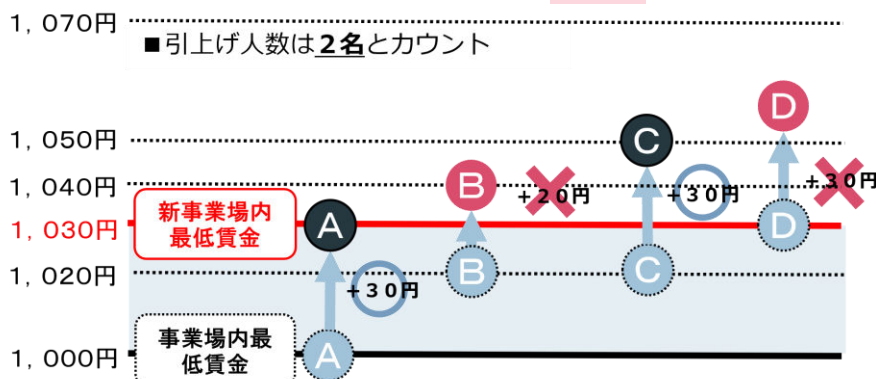 1,070円
■引上げ人数は2名とカウント
D
1,050円
C
B
1,040円
+20円
+30円
+30円
新事業場内
最低賃金
1,030円
A
D
1,020円
B
C
+30円
事業場内最
低賃金
1,000円
A